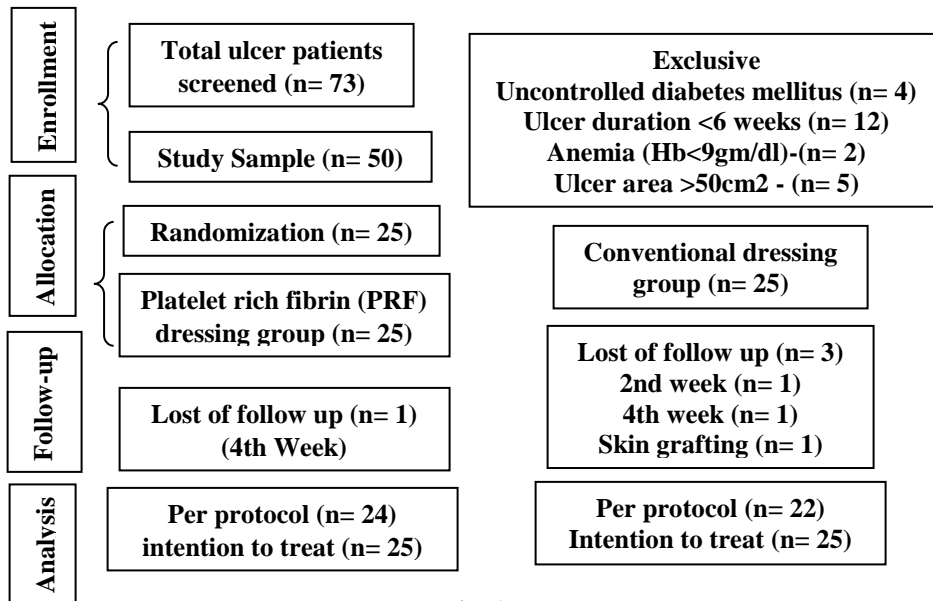 Enrollment
Total ulcer patients
screened (n= 73)
Study Sample (n= 50)
Exclusive
Uncontrolled diabetes mellitus (n= 4)
Ulcer duration <6 weeks (n= 12)
Anemia (Hb<9gm/dl)-(n= 2)
Ulcer area >50cm2 - (n= 5)
Allocation
Randomization (n= 25)
Platelet rich fibrin (PRF)
dressing group (n= 25)
Conventional dressing
group (n= 25)
Follow-up
Lost of follow up (n= 1)
(4th Week)
Lost of follow up (n= 3)
2nd week (n= 1)
4th week (n= 1)
Skin grafting (n= 1)
Analysis
Per protocol (n= 24)
intention to treat (n= 25)
Per protocol (n= 22)
Intention to treat (n= 25)